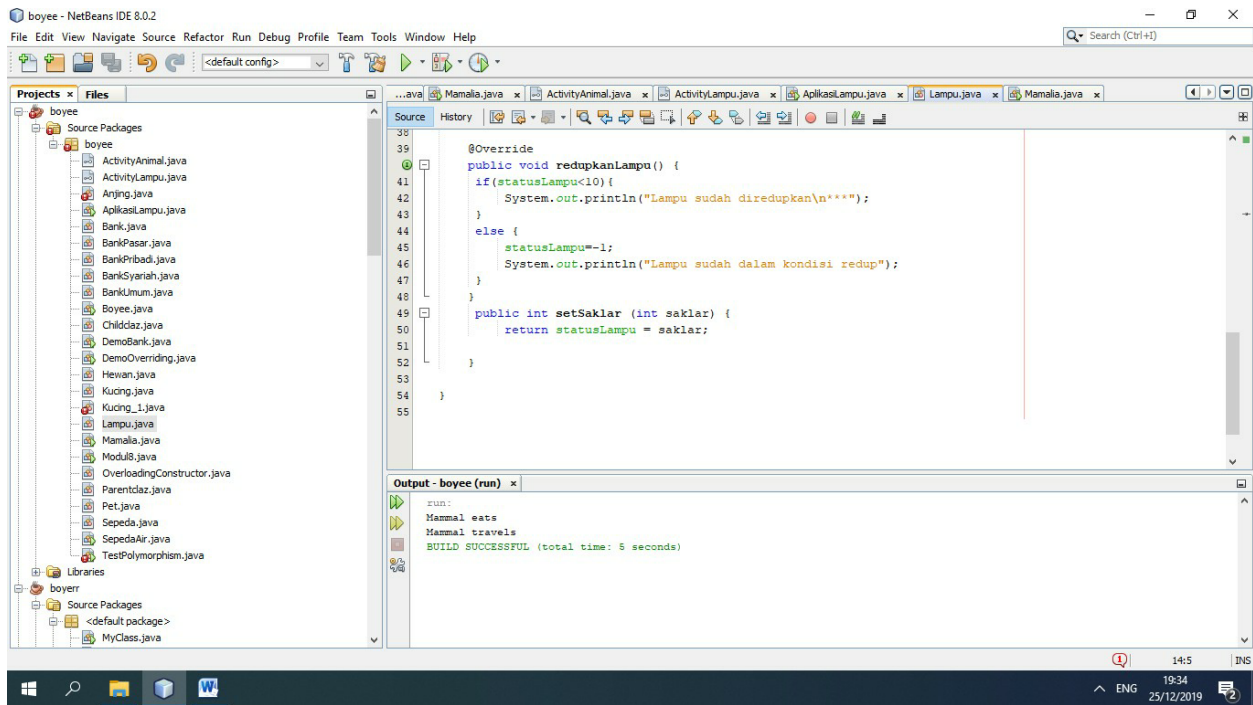 boyee - NetBeans IDE 8.0.2
File Edit View Navigate Source Refactor Run Debug Profile Team Tools Window Help
Search (Ctrl+I)
<default config>
Projects Files
boyee
Source Packages
boyee
ActivityAnimal.java
ActivityLampu.java
Anjing.java
AplikasiLampu.java
Bank.java
BankPasar.java
BankPribadi.java
BankSyariah.java
BankUmum.java
Boyee.java
Childclaz.java
DemoBank.java
DemoOverriding.java
Hewan.java
Kucing.java
Kucing_1.java
Lampu.java
Mamalia.java
Modul8.java
OverloadingConstructor.java
Parentclaz.java
Pet.java
Sepeda.java
SepedaAir.java
TestPolymorphism.java
Libraries
boyerr
Source Packages
<default package>
MyClass.java
...ava Mamalia.java ActivityAnimal.java ActivityLampu.java AplikasiLampu.java Lampu.java Mamalia.java
Source History
38
39 @Override
public void redupkanLampu() {
41 if(statusLampu<10){
42 System.out.println("Lampu sudah diredupkan\n***");
43 }
44 else {
45 statusLampu=-1;
46 System.out.println("Lampu sudah dalam kondisi redup");
47 }
48 }
49 public int setSaklar (int saklar) {
50 return statusLampu = saklar;
51
52 }
53
54 }
55
Output - boyee (run)
run:
Mammal eats
Mammal travels
BUILD SUCCESSFUL (total time: 5 seconds)
1 14:5 INS
ENG 19:34
25/12/2019 2